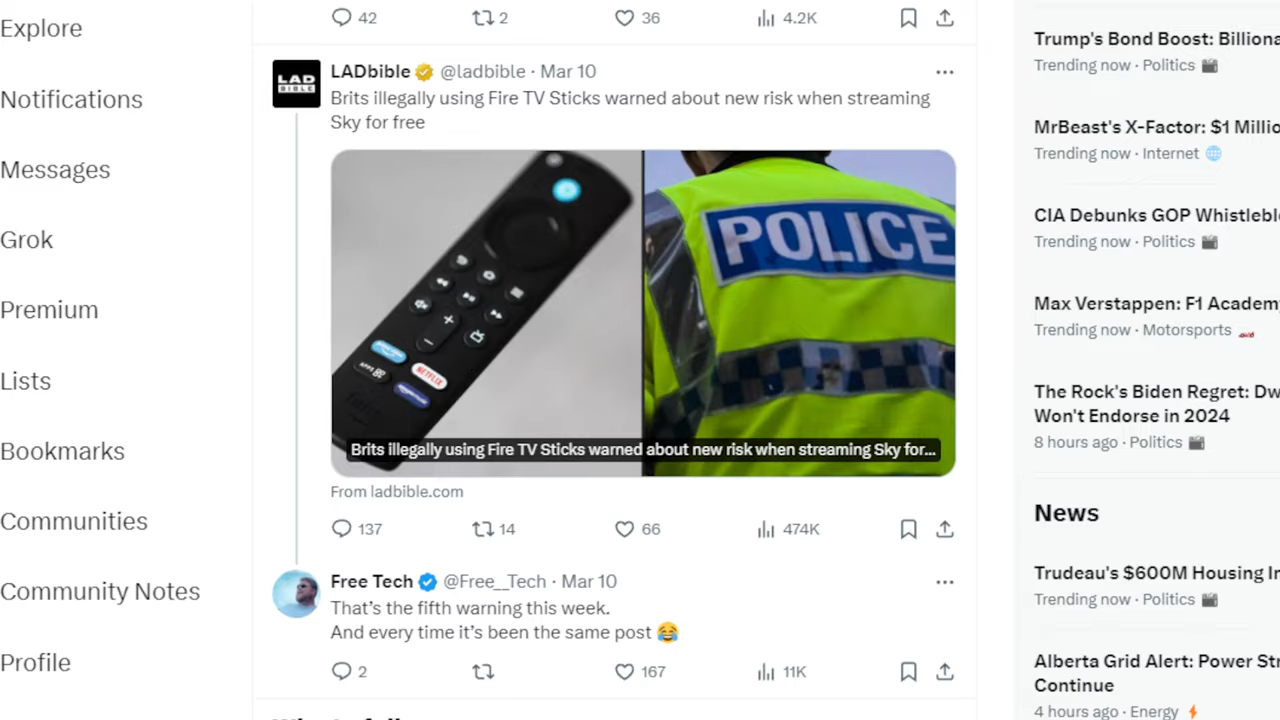 Explore
Notifications
Messages
Grok
Premium
Lists
Bookmarks
Communities
Community Notes
Profile
42 2 36 4.2K
LAD
BIBLE
LADbible @ladbible · Mar 10
Brits illegally using Fire TV Sticks warned about new risk when streaming
Sky for free
APPS
NETFLIX
POLICE
Brits illegally using Fire TV Sticks warned about new risk when streaming Sky for...
From ladbible.com
137 14 66 474K
Free Tech @Free__Tech · Mar 10
That's the fifth warning this week.
And every time it's been the same post 😂
2 167 11K
Trump's Bond Boost: Billiona
Trending now · Politics
MrBeast's X-Factor: $1 Millio
Trending now · Internet
CIA Debunks GOP Whistlebl
Trending now · Politics
Max Verstappen: F1 Academy
Trending now · Motorsports
The Rock's Biden Regret: Dw
Won't Endorse in 2024
8 hours ago · Politics
News
Trudeau's $600M Housing In
Trending now · Politics
Alberta Grid Alert: Power Str
Continue
4 hours ago · Energy